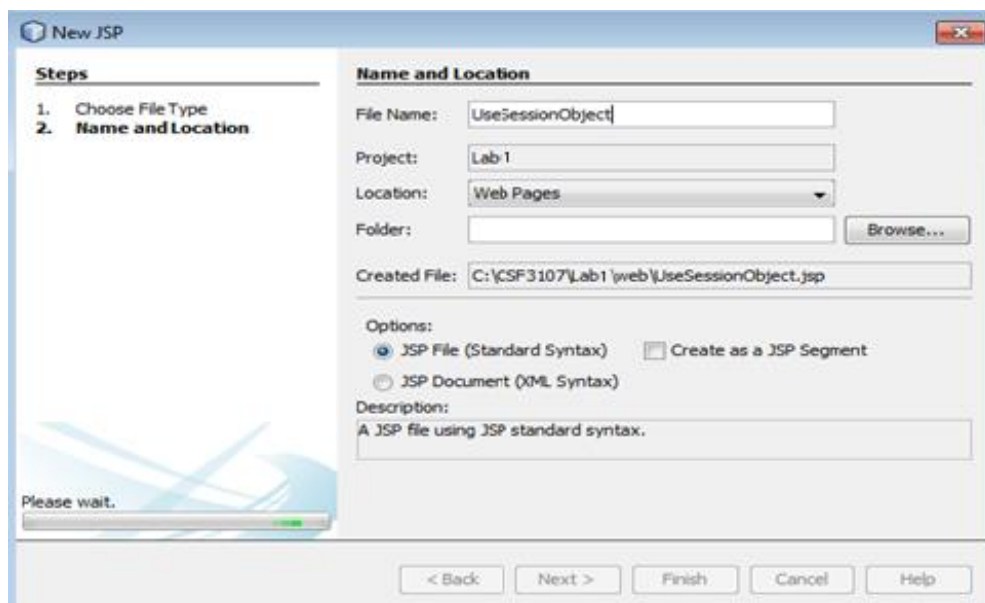 New JSP
Steps
1. Choose File Type
2. Name and Location
Name and Location
File Name: UseSessionObject
Project: Lab1
Location: Web Pages
Folder: Browse...
Created File: C:\CSF3107\Lab1\web\UseSessionObject.jsp
Options:
JSP File (Standard Syntax) Create as a JSP Segment
JSP Document (XML Syntax)
Description:
A JSP file using JSP standard syntax.
Please wait.
< Back Next > Finish Cancel Help